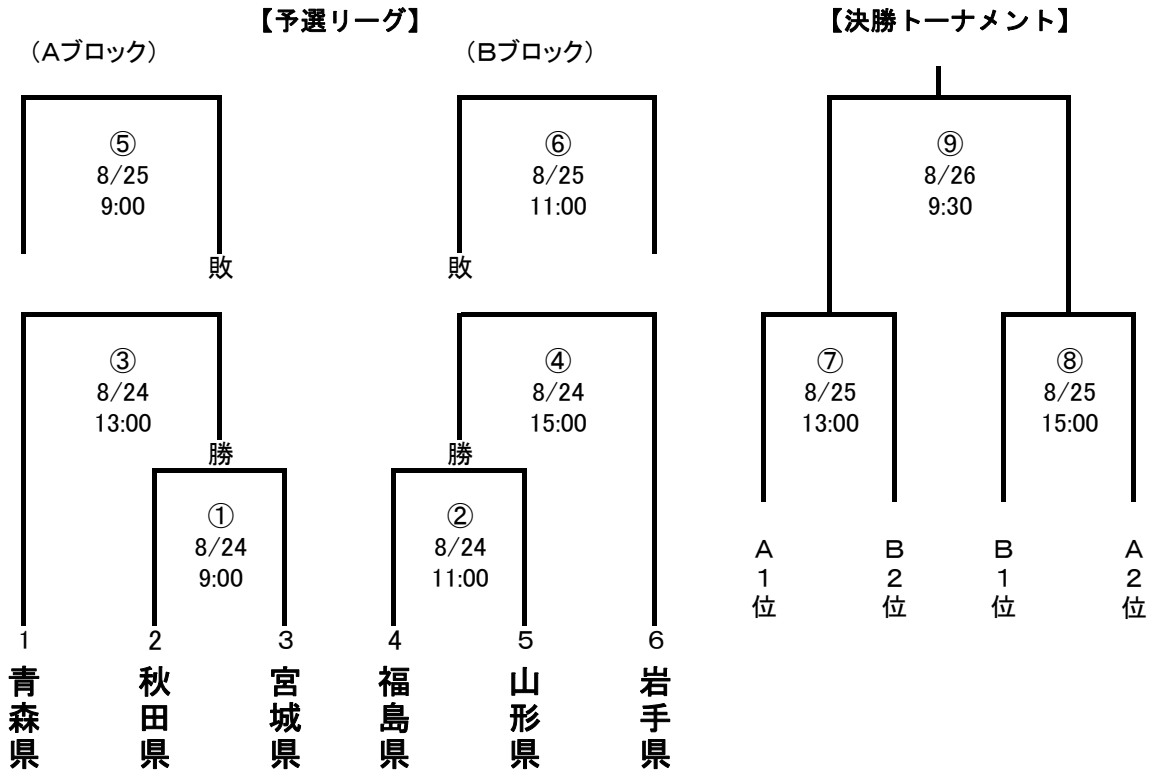 【予選リーグ】
(Aブロック)
(Bブロック)
⑤
8/25
9:00
敗
⑥
8/25
11:00
敗
③
8/24
13:00
勝
④
8/24
15:00
勝
①
8/24
9:00
②
8/24
11:00
1
青森県
2
秋田県
3
宮城県
4
福島県
5
山形県
6
岩手県
【決勝トーナメント】
⑨
8/26
9:30
⑦
8/25
13:00
⑧
8/25
15:00
A1位
B2位
B1位
A2位